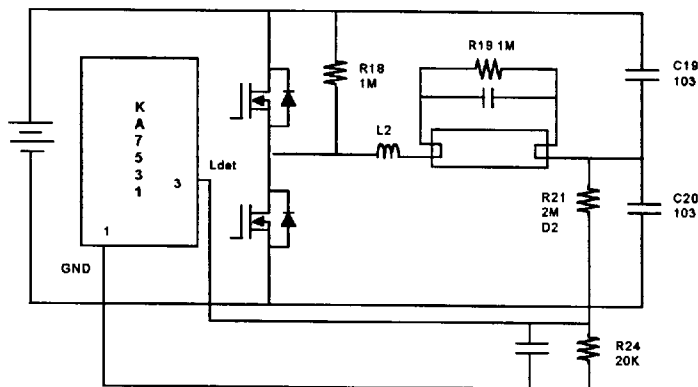 R19 1M
R18
1M
C19
103
K
A
7
5
3
1
L2
Ldet
3
R21
2M
D2
C20
103
1
GND
R24
20K